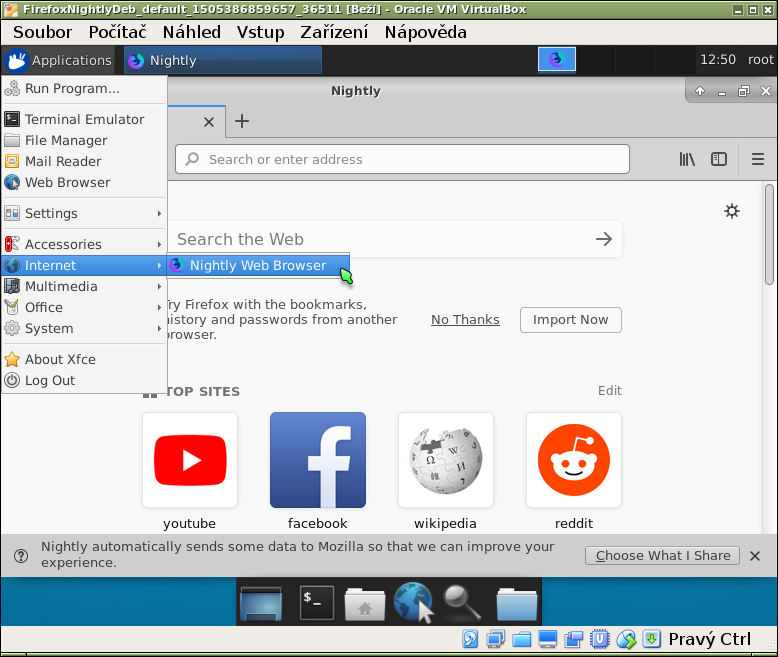 FirefoxNightlyDeb_default_1505386859657_36511 [Beží] - Oracle VM VirtualBox
Soubor Počítač Náhled Vstup Zařízení Nápověda
Applications Nightly 12:50 root
Run Program...
Nightly
Terminal Emulator
File Manager
Mail Reader
Web Browser
Search or enter address
Settings
Accessories
Search the Web
Internet
Nightly Web Browser
Multimedia
Office
System
Try Firefox with the bookmarks,
history and passwords from another
browser.
No Thanks
Import Now
About Xfce
Log Out
TOP SITES
Edit
youtube
facebook
wikipedia
reddit
Nightly automatically sends some data to Mozilla so that we can improve your
experience.
Choose What I Share
$_
Pravý Ctrl